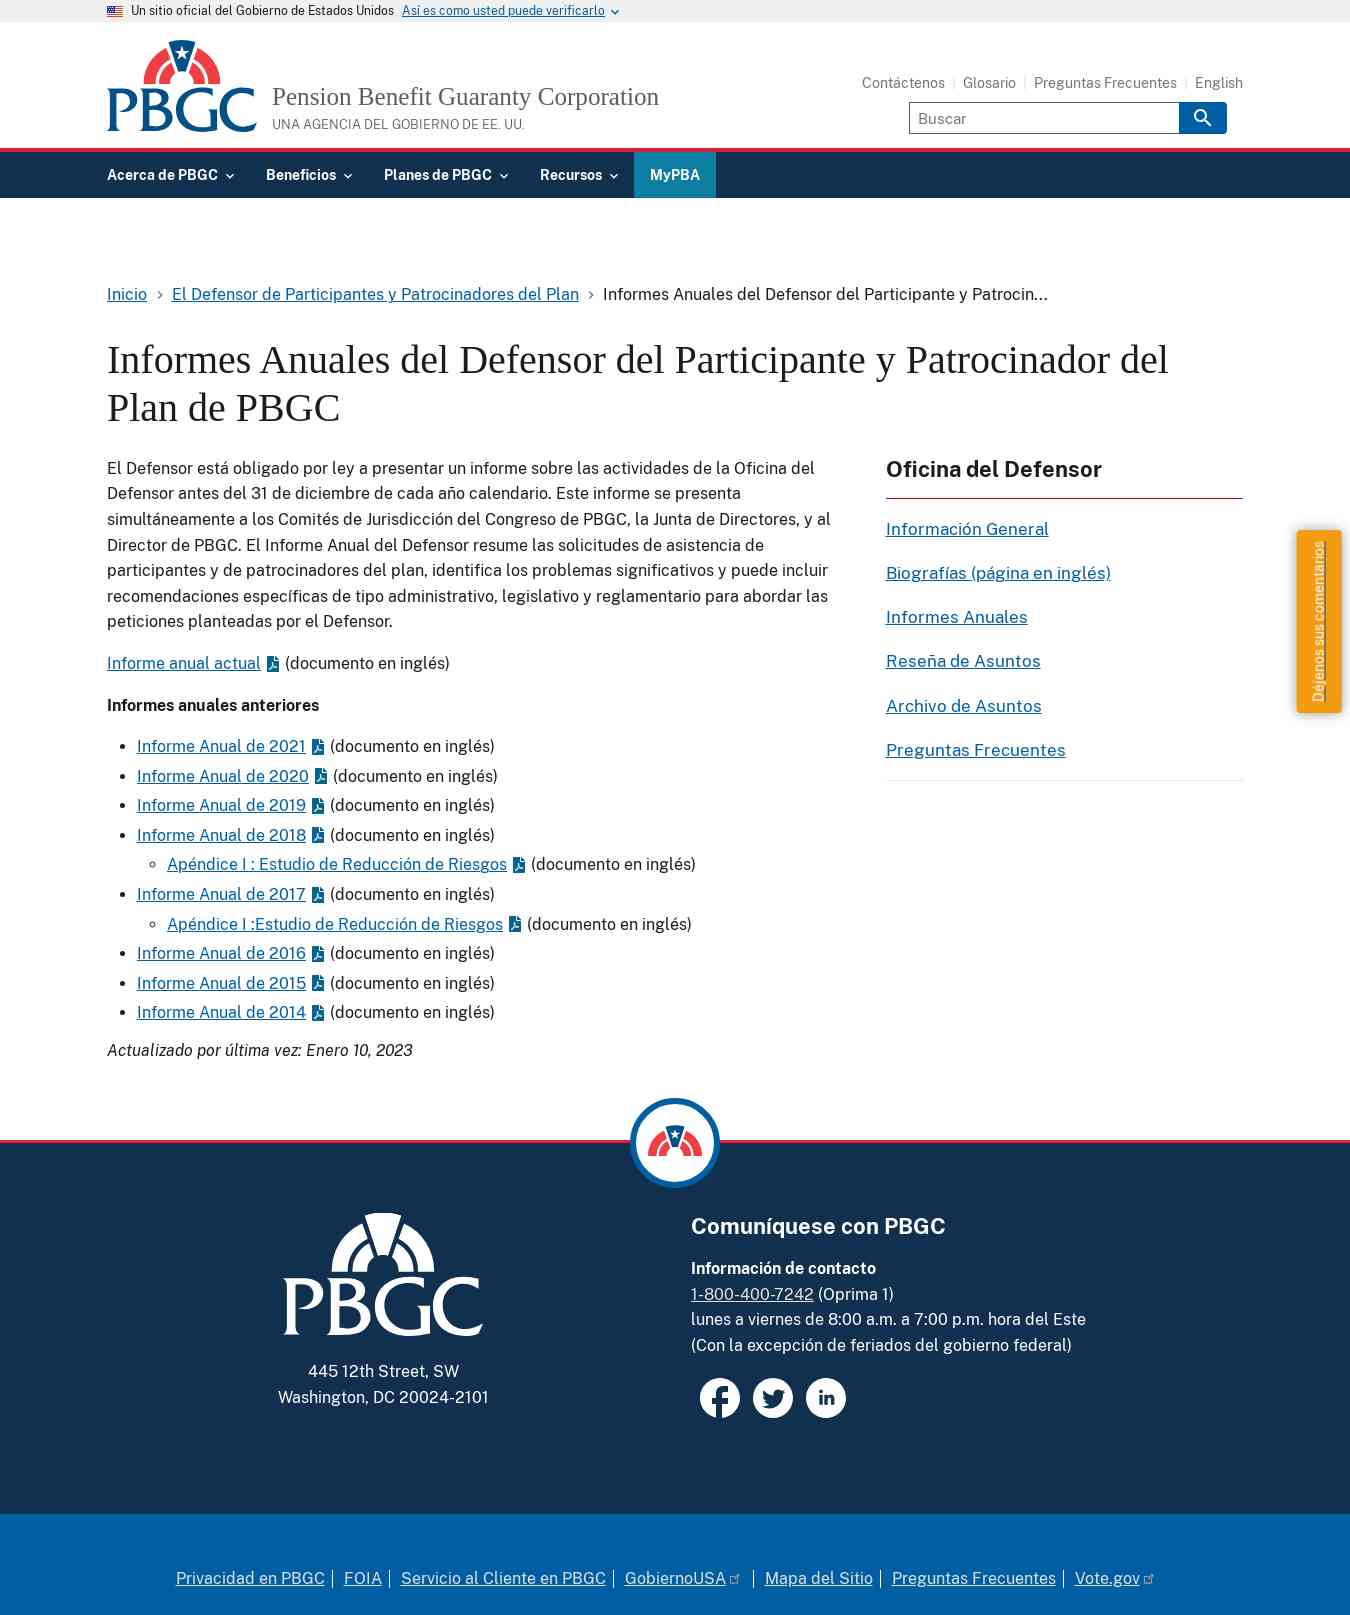 Un sitio oficial del Gobierno de Estados Unidos Así es como usted puede verificarlo
PBGC
Pension Benefit Guaranty Corporation
UNA AGENCIA DEL GOBIERNO DE EE. UU.
Contáctenos Glosario Preguntas Frecuentes English
Buscar
Acerca de PBGC Beneficios Planes de PBGC Recursos MyPBA
Inicio El Defensor de Participantes y Patrocinadores del Plan Informes Anuales del Defensor del Participante y Patrocin...
Informes Anuales del Defensor del Participante y Patrocinador del
Plan de PBGC
El Defensor está obligado por ley a presentar un informe sobre las actividades de la Oficina del
Defensor antes del 31 de diciembre de cada año calendario. Este informe se presenta
simultáneamente a los Comités de Jurisdicción del Congreso de PBGC, la Junta de Directores, y al
Director de PBGC. El Informe Anual del Defensor resume las solicitudes de asistencia de
participantes y de patrocinadores del plan, identifica los problemas significativos y puede incluir
recomendaciones específicas de tipo administrativo, legislativo y reglamentario para abordar las
peticiones planteadas por el Defensor.
Informe anual actual (documento en inglés)
Informes anuales anteriores
Informe Anual de 2021 (documento en inglés)
Informe Anual de 2020 (documento en inglés)
Informe Anual de 2019 (documento en inglés)
Informe Anual de 2018 (documento en inglés)
Apéndice I : Estudio de Reducción de Riesgos (documento en inglés)
Informe Anual de 2017 (documento en inglés)
Apéndice I :Estudio de Reducción de Riesgos (documento en inglés)
Informe Anual de 2016 (documento en inglés)
Informe Anual de 2015 (documento en inglés)
Informe Anual de 2014 (documento en inglés)
Actualizado por última vez: Enero 10, 2023
Oficina del Defensor
Información General
Biografías (página en inglés)
Informes Anuales
Reseña de Asuntos
Archivo de Asuntos
Preguntas Frecuentes
Déjenos sus comentarios
PBGC
445 12th Street, SW
Washington, DC 20024-2101
Comuníquese con PBGC
Información de contacto
1-800-400-7242 (Oprima 1)
lunes a viernes de 8:00 a.m. a 7:00 p.m. hora del Este
(Con la excepción de feriados del gobierno federal)
in
Privacidad en PBGC FOIA Servicio al Cliente en PBGC GobiernoUSA Mapa del Sitio Preguntas Frecuentes Vote.gov